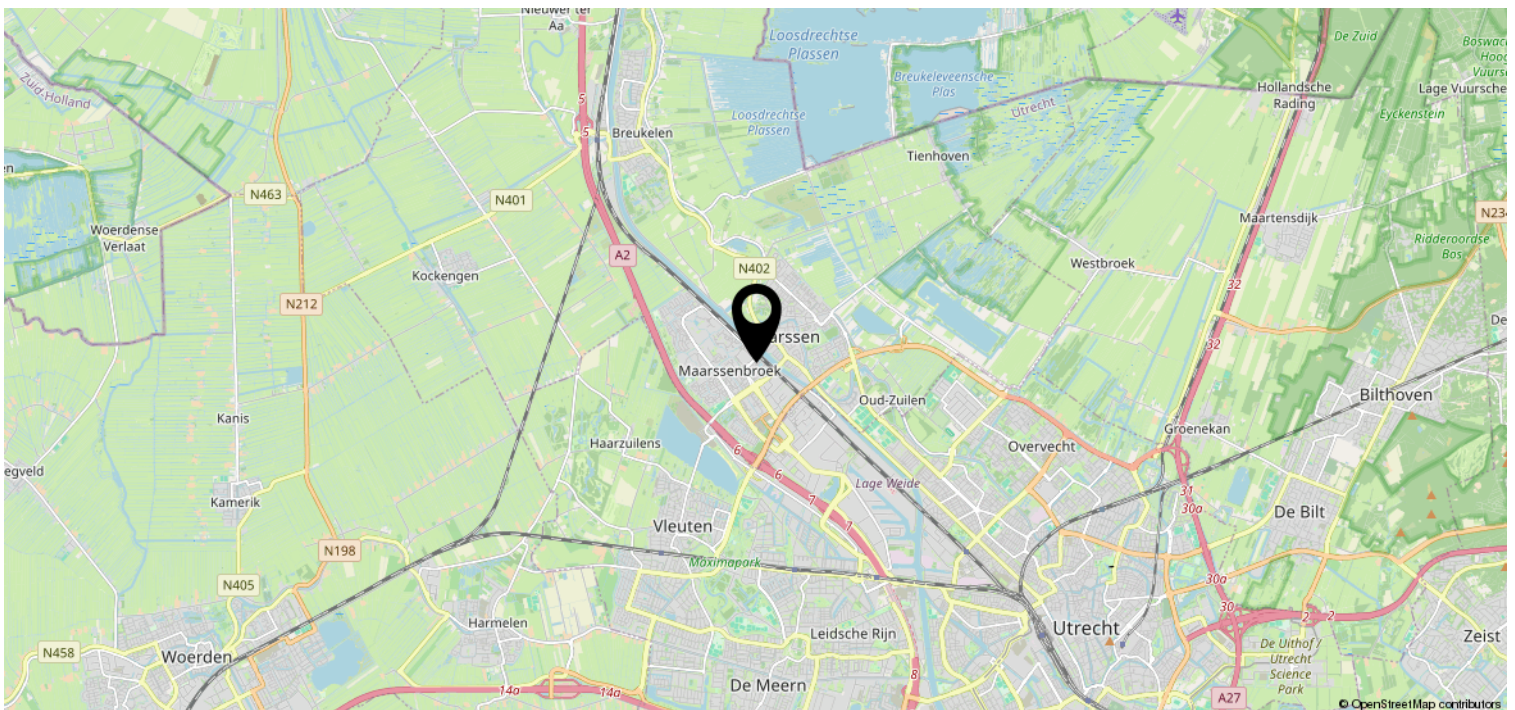 Nieuwer ter
Aa
Loosdrechtse
Plassen
De Zuid
Zuid-Holland
Breukeleveensche
Plas
Hollandsche
Rading
Lage Vuursche
Loosdrechtse
Plassen
Utrecht
Eyckenstein
5
5
Breukelen
Tienhoven
N463
N401
Maartensdijk
N234
Woerdense
Verlaat
Ridderoordse
Bos
A2
N402
Westbroek
Kockengen
32
N212
32
Maarssenbroek
Oud-Zuilen
Bilthoven
Kanis
Haarzuilens
Groenekan
Overvecht
6
6
Lage Weide
31
30a
7
7
Kamerik
De Bilt
Vleuten
N198
Máximapark
N405
30a
30
2
2
Harmelen
Leidsche Rijn
Utrecht
Zeist
N458
Woerden
De Uithof /
Utrecht
Science
Park
8
14a
14a
De Meern
A27
© OpenStreetMap contributors